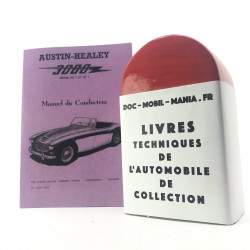 AUSTIN-HEALEY
3000
Manuel du Conducteur
DOC-MOBIL-MANIA.FR
LIVRES
TECHNIQUES
DE
L'AUTOMOBILE
DE
COLLECTION